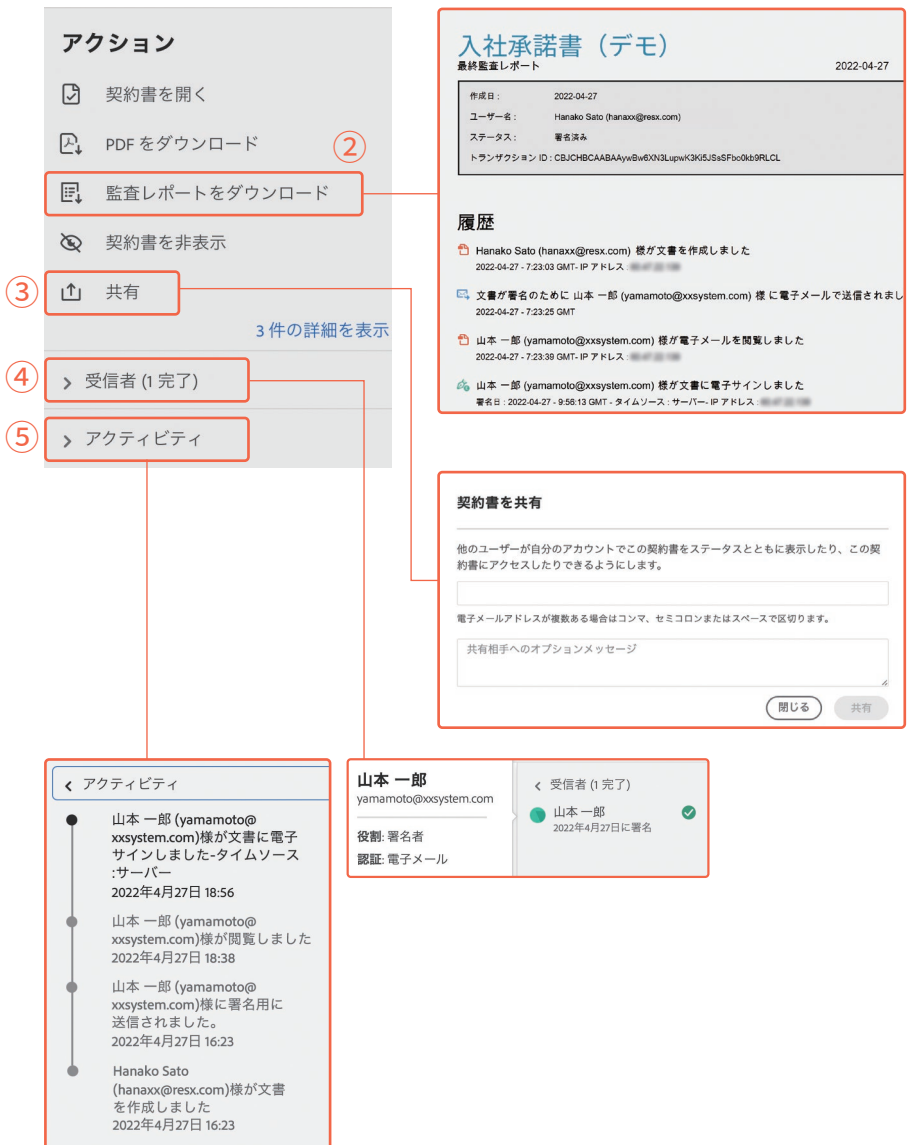 アクション
契約書を開く
PDF をダウンロード
②
監査レポートをダウンロード
契約書を非表示
③
共有
3 件の詳細を表示
④
受信者 (1 完了)
⑤
アクティビティ
入社承諾書（デモ）
最終監査レポート
2022-04-27
作成日：
2022-04-27
ユーザー名：
Hanako Sato (hanaxx@resx.com)
ステータス：
署名済み
トランザクション ID：CBJCHBCAABAAywBw6XN3LupwK3Ki5JSsSFbc0kb9RLCL
履歴
Hanako Sato (hanaxx@resx.com) 様が文書を作成しました
2022-04-27 - 7:23:03 GMT- IP アドレス：
文書が署名のために 山本 一郎 (yamamoto@xxsystem.com) 様 に電子メールで送信されまし
2022-04-27 - 7:23:25 GMT
山本 一郎 (yamamoto@xxsystem.com) 様が電子メールを閲覧しました
2022-04-27 - 7:23:39 GMT- IP アドレス：
山本 一郎 (yamamoto@xxsystem.com) 様が文書に電子サインしました
署名日：2022-04-27 - 9:56:13 GMT - タイムソース：サーバー- IP アドレス：
契約書を共有
他のユーザーが自分のアカウントでこの契約書をステータスとともに表示したり、この契
約書にアクセスしたりできるようにします。
電子メールアドレスが複数ある場合はコンマ、セミコロンまたはスペースで区切ります。
共有相手へのオプションメッセージ
閉じる
共有
アクティビティ
山本 一郎 (yamamoto@
xxsystem.com)様が文書に電子
サインしました-タイムソース
:サーバー
2022年4月27日 18:56
山本 一郎 (yamamoto@
xxsystem.com)様が閲覧しました
2022年4月27日 18:38
山本 一郎 (yamamoto@
xxsystem.com)様に署名用に
送信されました。
2022年4月27日 16:23
Hanako Sato
(hanaxx@resx.com)様が文書
を作成しました
2022年4月27日 16:23
山本 一郎
yamamoto@xxsystem.com
役割: 署名者
認証: 電子メール
受信者 (1 完了)
山本 一郎
2022年4月27日に署名